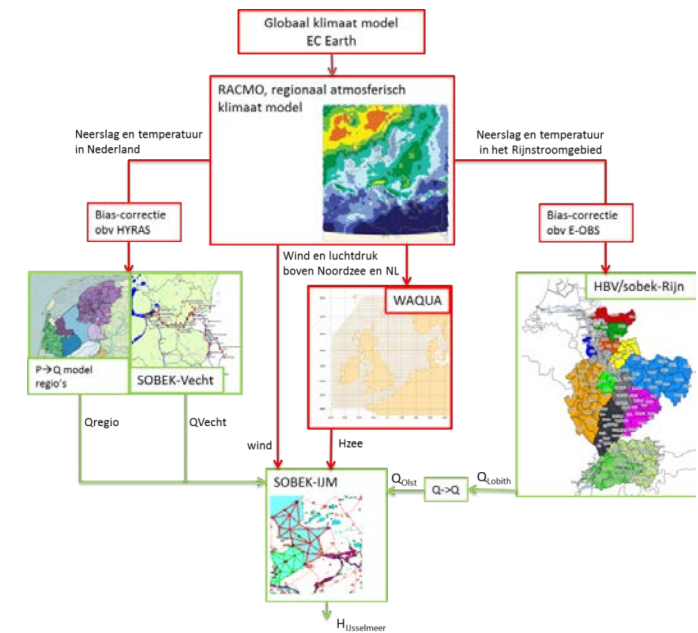 Globaal klimaat model
EC Earth
RACMO, regionaal atmosferisch
klimaat model
Neerslag en temperatuur
in Nederland
Neerslag en temperatuur
in het Rijnstroomgebied
Bias-correctie
obv HYRAS
Bias-correctie
obv E-OBS
Wind en luchtdruk
boven Noordzee en NL
WAQUA
HBV/sobek-Rijn
P→Q model
regio's
SOBEK-Vecht
Qregio
QVecht
wind
Hzee
SOBEK-IJM
QOlst
Q->Q
QLobith
HIJsselmeer